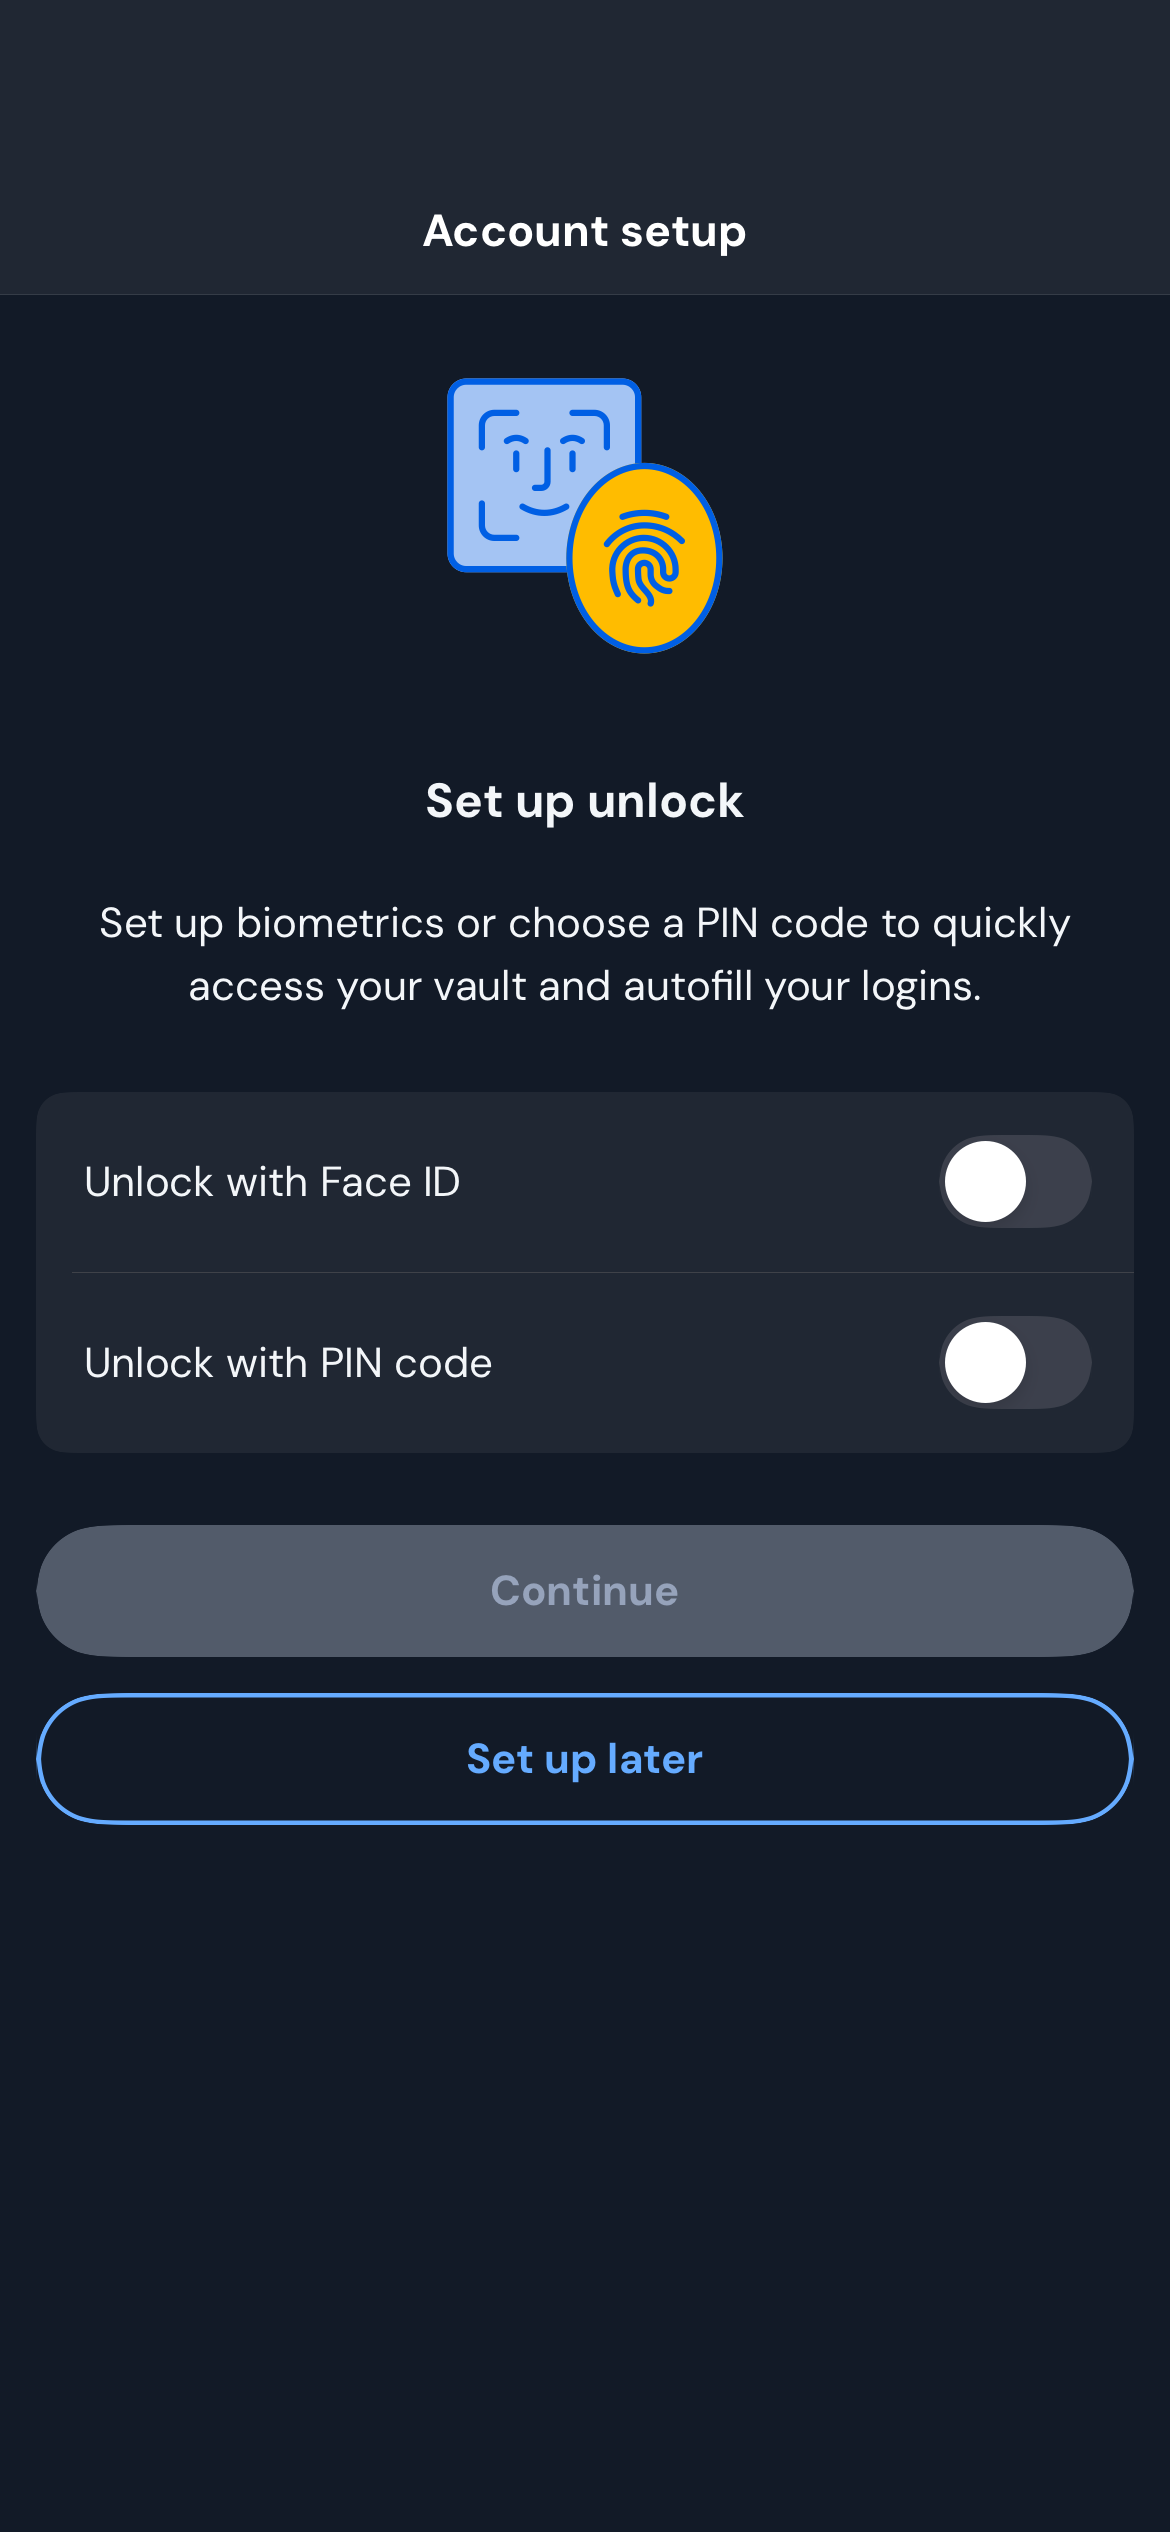 Account setup
Set up unlock
Set up biometrics or choose a PIN code to quickly
access your vault and autofill your logins.
Unlock with Face ID
Unlock with PIN code
Continue
Set up later